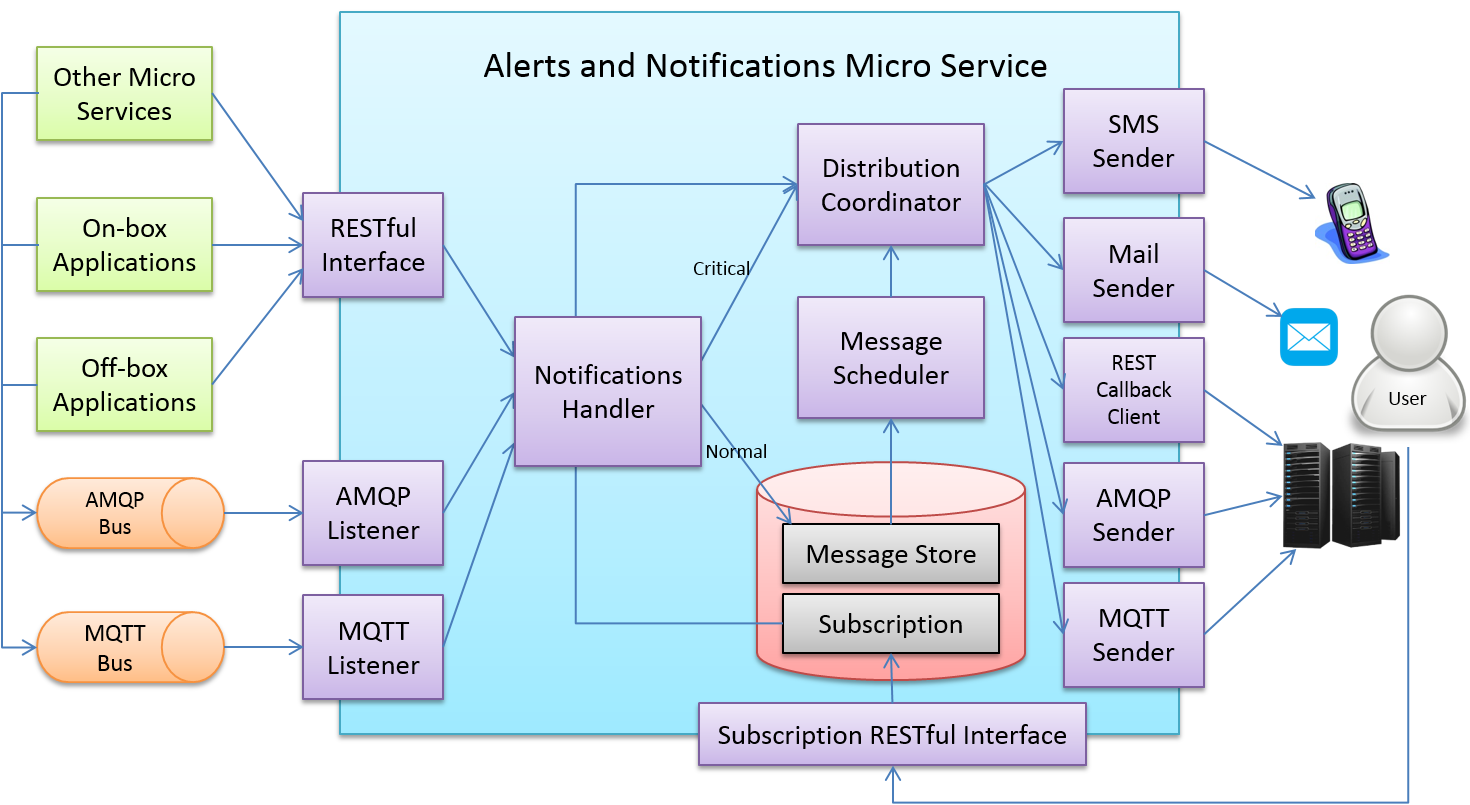 Alerts and Notifications Micro Service
Other Micro
Services
On-box
Applications
Off-box
Applications
AMQP
Bus
MQTT
Bus
RESTful
Interface
AMQP
Listener
MQTT
Listener
Notifications
Handler
Critical
Normal
Distribution
Coordinator
Message
Scheduler
Message Store
Subscription
Subscription RESTful Interface
SMS
Sender
Mail
Sender
REST
Callback
Client
AMQP
Sender
MQTT
Sender
User